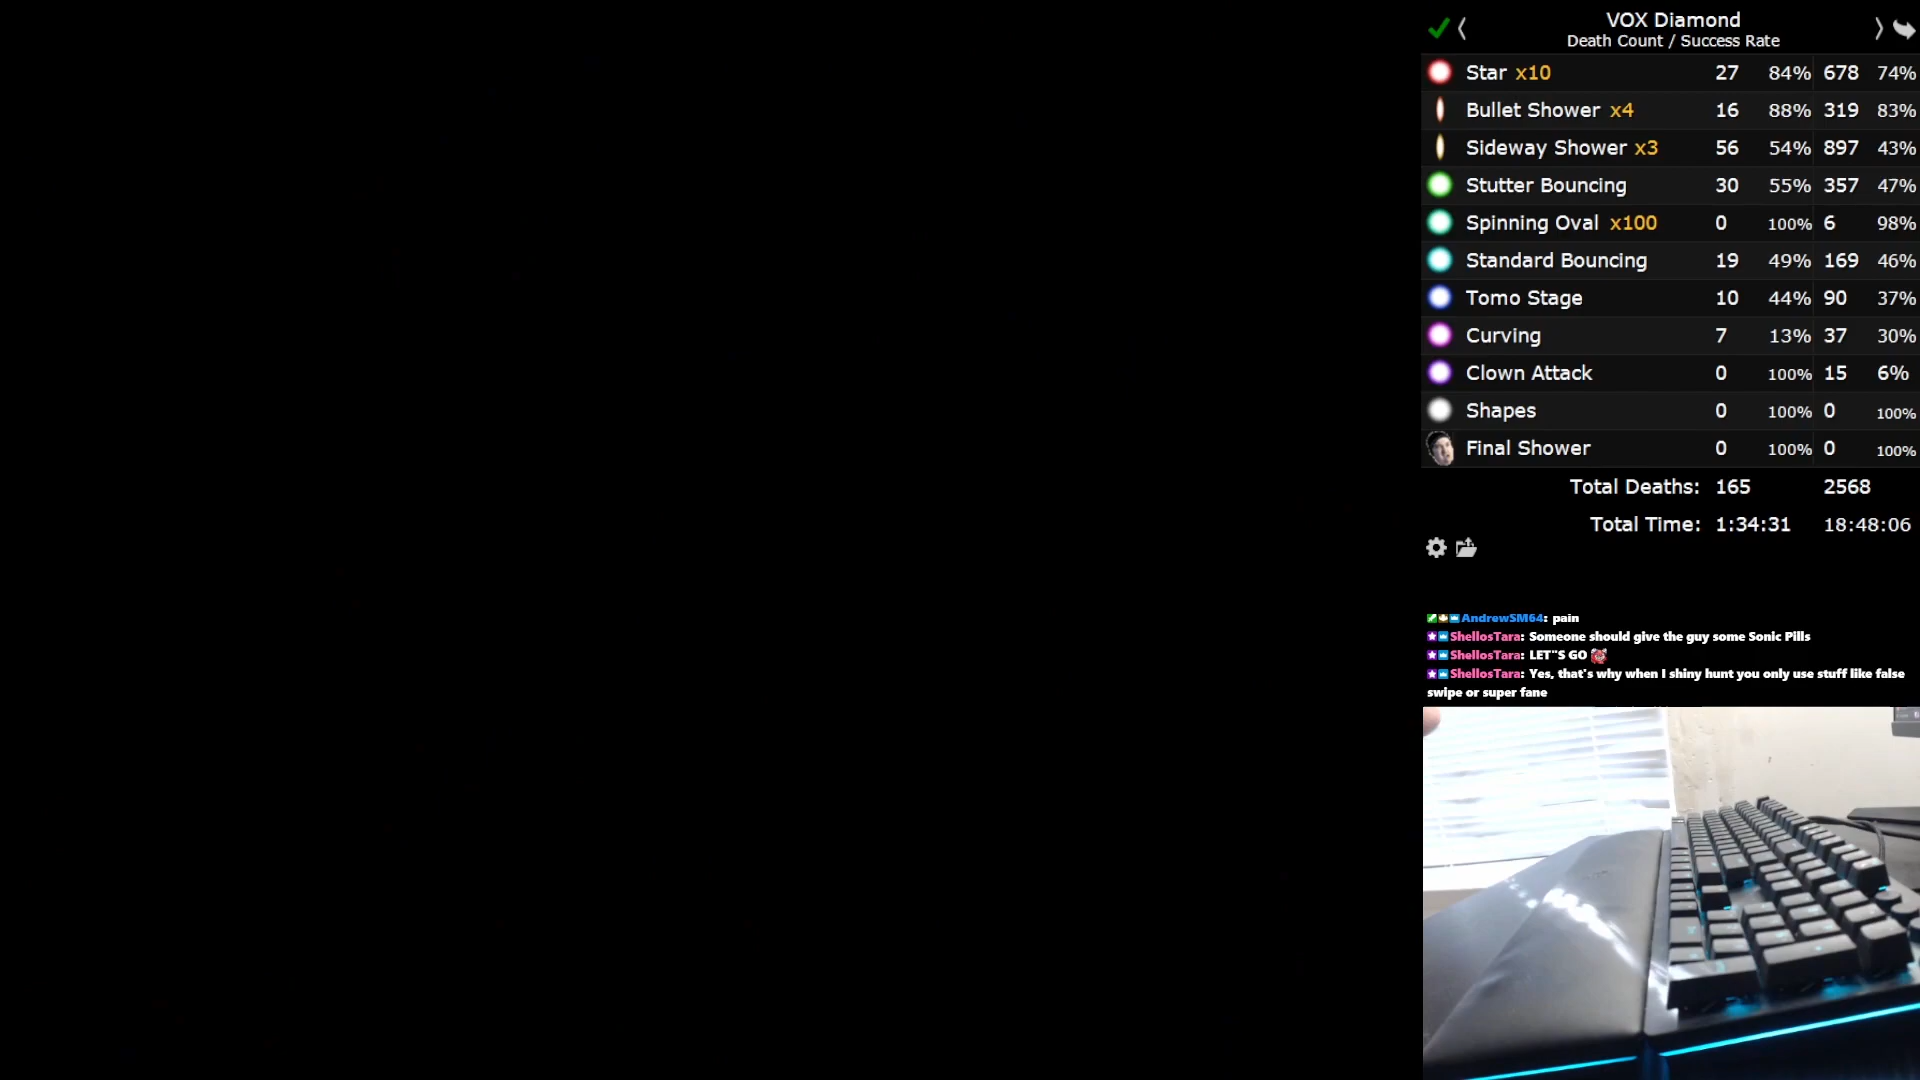 VOX Diamond
Death Count / Success Rate
Star x10 27 84% 678 74%
Bullet Shower x4 16 88% 319 83%
Sideway Shower x3 56 54% 897 43%
Stutter Bouncing 30 55% 357 47%
Spinning Oval x100 0 100% 6 98%
Standard Bouncing 19 49% 169 46%
Tomo Stage 10 44% 90 37%
Curving 7 13% 37 30%
Clown Attack 0 100% 15 6%
Shapes 0 100% 0 100%
Final Shower 0 100% 0 100%
Total Deaths: 165 2568
Total Time: 1:34:31 18:48:06
AndrewSM64: pain
ShellosTara: Someone should give the guy some Sonic Pills
ShellosTara: LET"S GO
ShellosTara: Yes, that's why when I shiny hunt you only use stuff like false
swipe or super fane